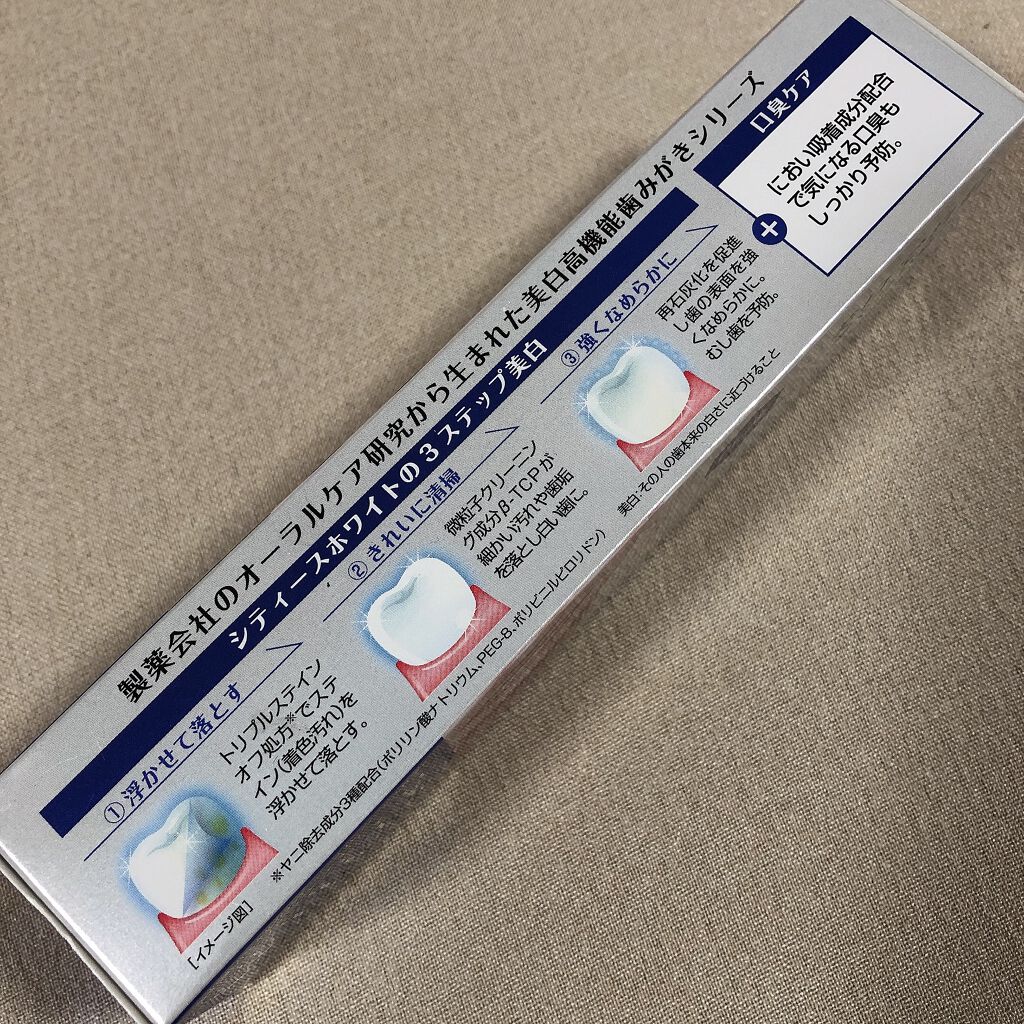 製薬会社のオーラルケア研究から生まれた美白高機能歯みがきシリーズ
シティースホワイトの3ステップ美白
①浮かせて落とす
トリプルステイン
オフ処方※でステ
イン(着色汚れ)を
浮かせて落とす。
②きれいに清掃
微粒子クリーニン
グ成分β-TCPが
細かい汚れや歯垢
を落とし白い歯に。
③強くなめらかに
再石灰化を促進
し歯の表面を強
くなめらかに。
むし歯を予防。
+
口臭ケア
におい吸着成分配合
で気になる口臭も
しっかり予防。
[イメージ図]
※ヤニ除去成分3種配合(ポリリン酸ナトリウム、PEG-8、ポリビニルピロリドン)
美白:その人の歯本来の白さに近づけること